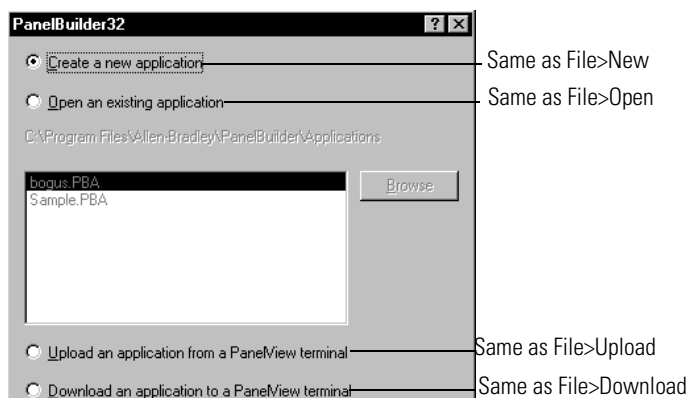 PanelBuilder32
Create a new application
Same as File>New
Open an existing application
Same as File>Open
C:\Program Files\Allen-Bradley\PanelBuilder\Applications
bogus.PBA
Browse
Sample.PBA
Upload an application from a PanelView terminal
Same as File>Upload
Download an application to a PanelView terminal
Same as File>Download